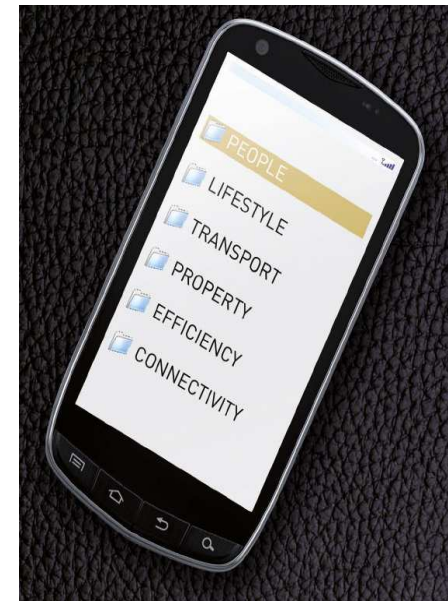 PEOPLE
LIFESTYLE
TRANSPORT
PROPERTY
EFFICIENCY
CONNECTIVITY